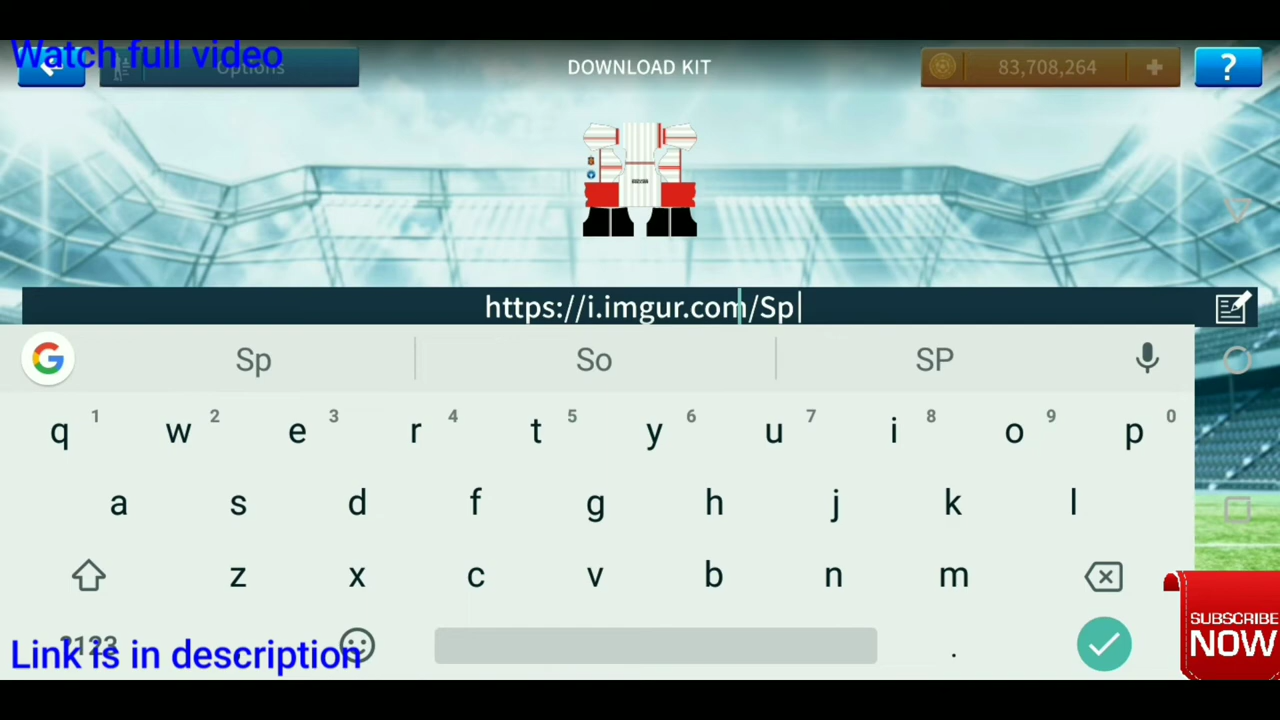 Watch full video
Options
DOWNLOAD KIT
83,708,264
?
https://i.imgur.com/Sp
Sp So SP
q 1 w 2 e 3 r 4 t 5 y 6 u 7 i 8 o 9 p 0
a s d f g h j k l
z x c v b n m
?123
.
Link is in description
SUBSCRIBE
NOW